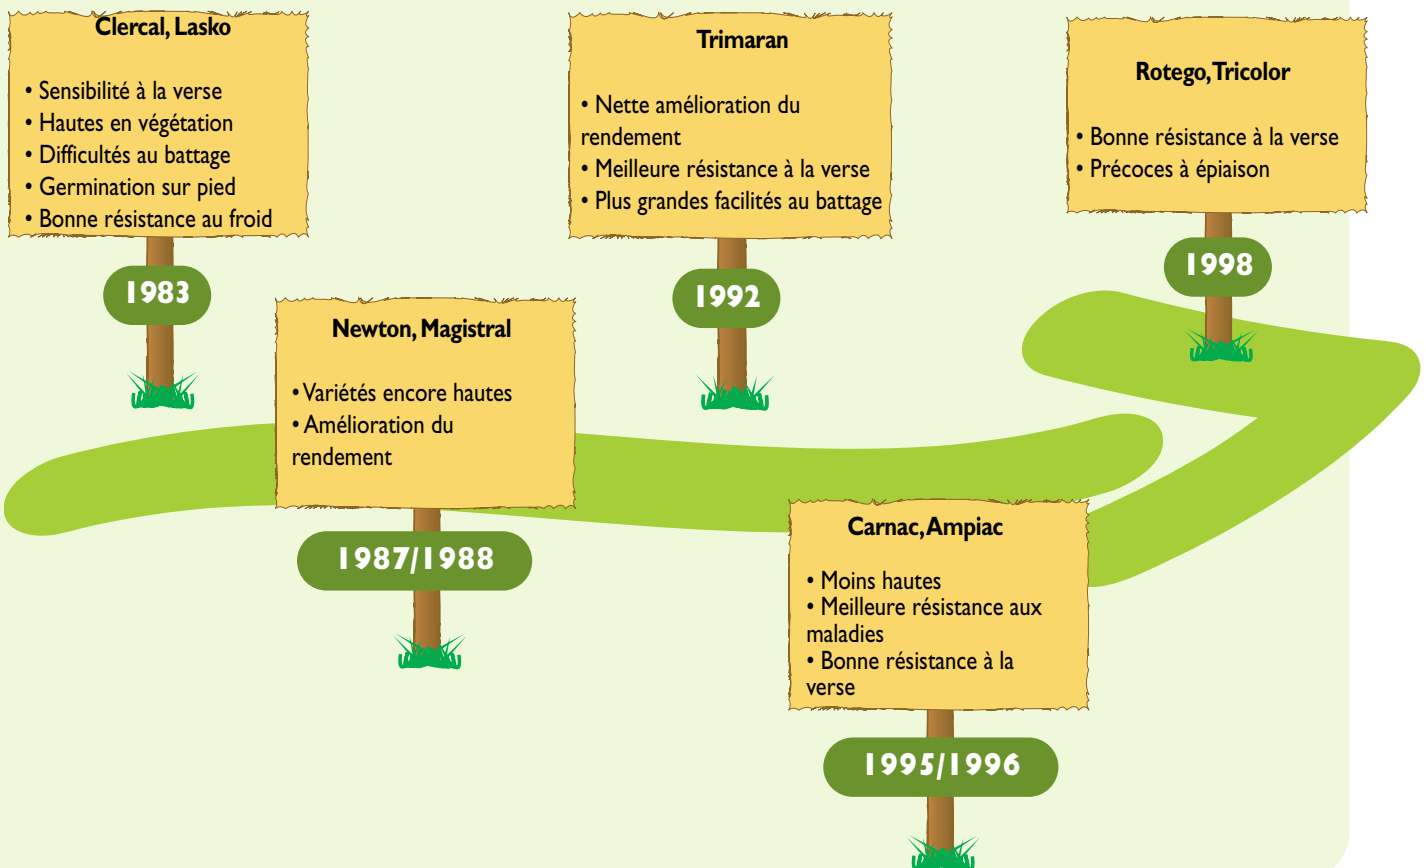 Clercal, Lasko
• Sensibilité à la verse
• Hautes en végétation
• Difficultés au battage
• Germination sur pied
• Bonne résistance au froid
1983
Newton, Magistral
• Variétés encore hautes
• Amélioration du
rendement
1987/1988
Trimaran
• Nette amélioration du
rendement
• Meilleure résistance à la verse
• Plus grandes facilités au battage
1992
Carnac, Ampiac
• Moins hautes
• Meilleure résistance aux
maladies
• Bonne résistance à la
verse
1995/1996
Rotego, Tricolor
• Bonne résistance à la verse
• Précoces à épiaison
1998